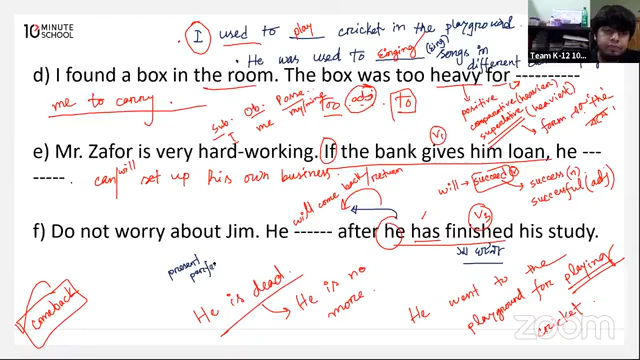 10 MINUTE SCHOOL
• I used to play cricket in the playground.
• He was used to singing (sing) songs in different
d) I found a box in the room. The box was too heavy for ----------
me to carry.
Sub. Ob. Posse.
I me my/mine
Too adj. To
positive
comparative (heavier)
superlative (heaviest)
form
e) Mr. Zafor is very hard-working. If the bank gives him loan, he ---
V1
-------.
can/will set up his own business
will → succeed (v)
success (n)
successful (adj)
will come back/return
V3
f) Do not worry about Jim. He ------ after he has finished his study.
present
comeback
He is dead.
→ He is no more.
He went to the playground for playing cricket.
Team K-12 10
zoom